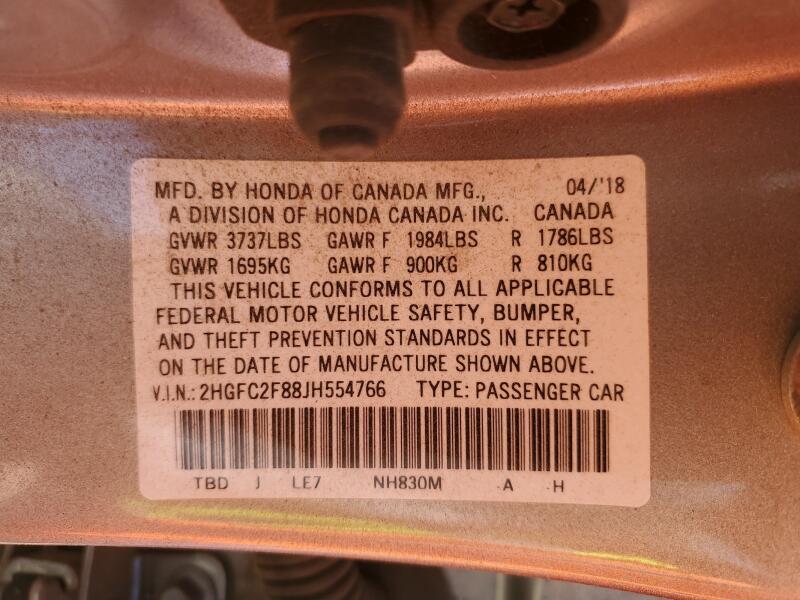 MFD. BY HONDA OF CANADA MFG., 04/'18
A DIVISION OF HONDA CANADA INC. CANADA
GVWR 3737LBS GAWR F 1984LBS R 1786LBS
GVWR 1695KG GAWR F 900KG R 810KG
THIS VEHICLE CONFORMS TO ALL APPLICABLE
FEDERAL MOTOR VEHICLE SAFETY, BUMPER,
AND THEFT PREVENTION STANDARDS IN EFFECT
ON THE DATE OF MANUFACTURE SHOWN ABOVE.
V.I.N.: 2HGFC2F88JH554766 TYPE: PASSENGER CAR
TBD J LE7 NH830M -A -H